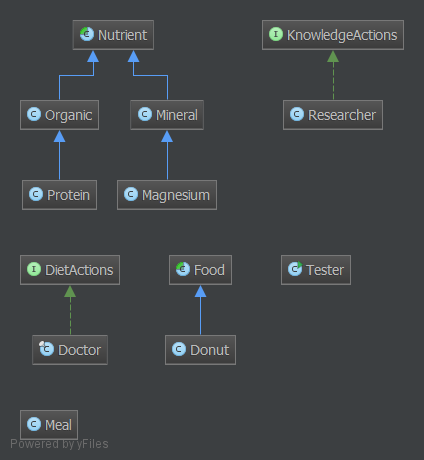 Nutrient
KnowledgeActions
Organic
Mineral
Researcher
Protein
Magnesium
DietActions
Food
Tester
Doctor
Donut
Meal
Powered by yFiles